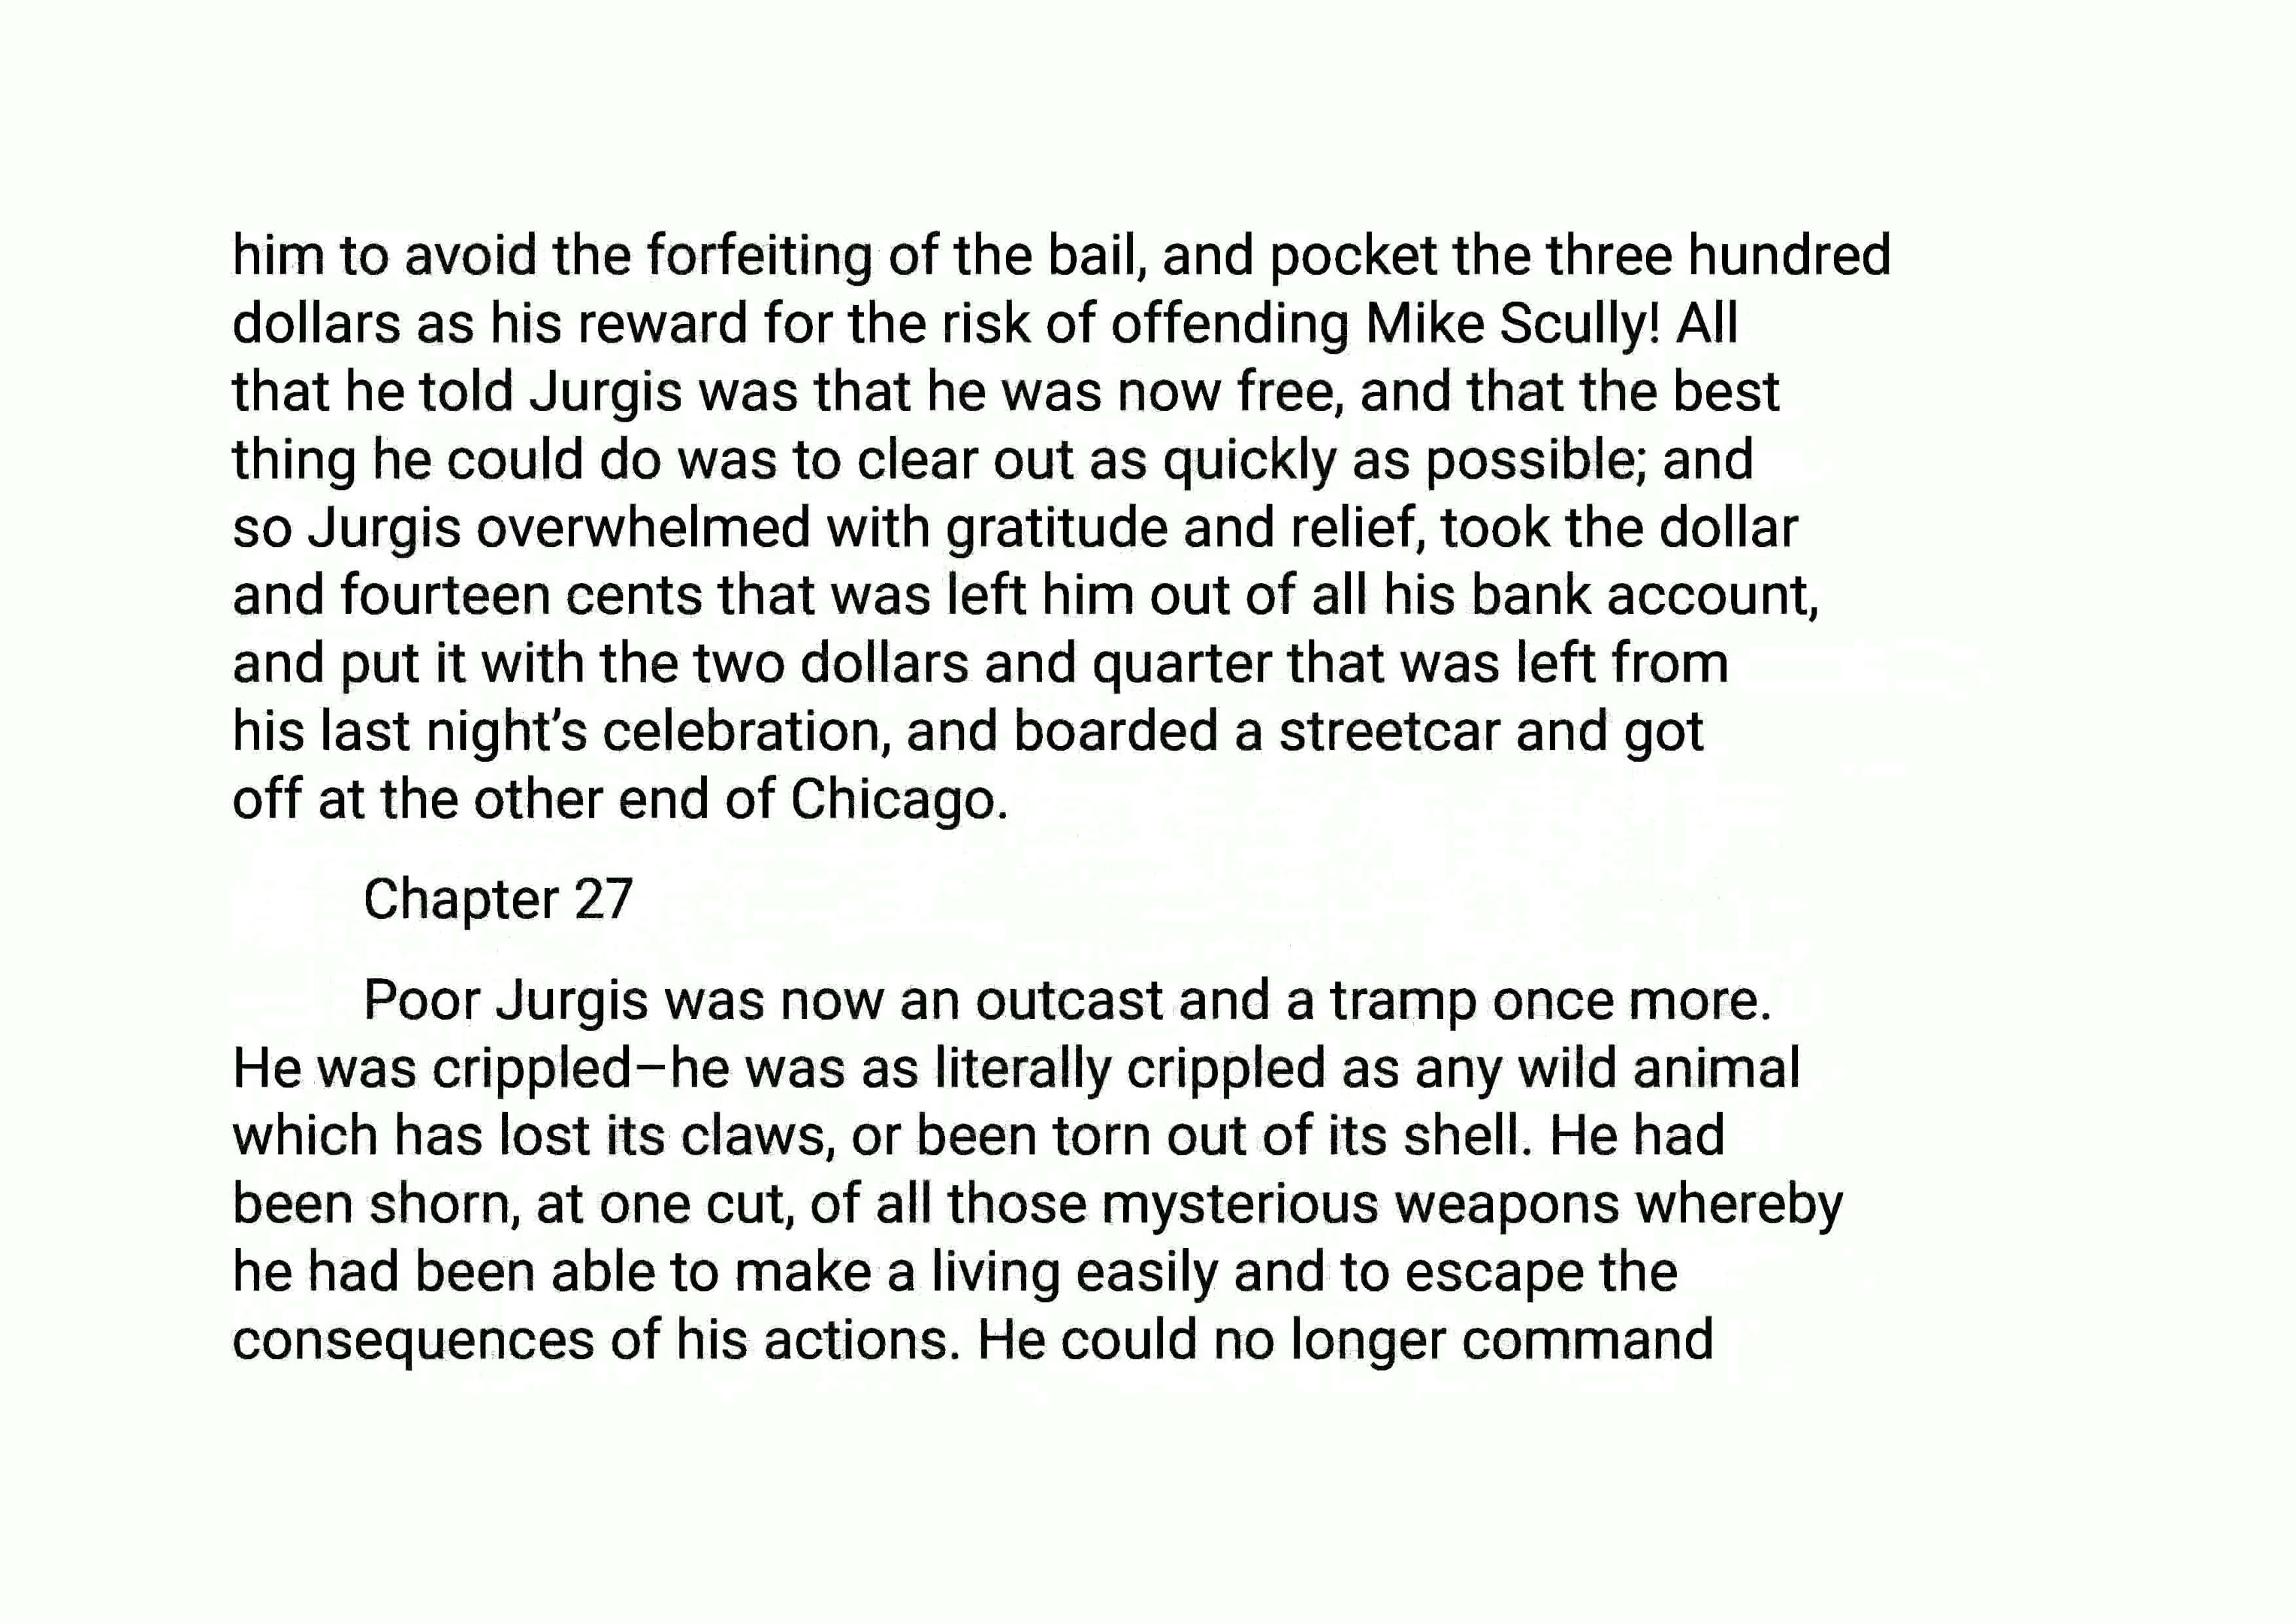 him to avoid the forfeiting of the bail, and pocket the three hundred
dollars as his reward for the risk of offending Mike Scully! All
that he told Jurgis was that he was now free, and that the best
thing he could do was to clear out as quickly as possible; and
so Jurgis overwhelmed with gratitude and relief, took the dollar
and fourteen cents that was left him out of all his bank account,
and put it with the two dollars and quarter that was left from
his last night’s celebration, and boarded a streetcar and got
off at the other end of Chicago.
Chapter 27
Poor Jurgis was now an outcast and a tramp once more.
He was crippled–he was as literally crippled as any wild animal
which has lost its claws, or been torn out of its shell. He had
been shorn, at one cut, of all those mysterious weapons whereby
he had been able to make a living easily and to escape the
consequences of his actions. He could no longer command